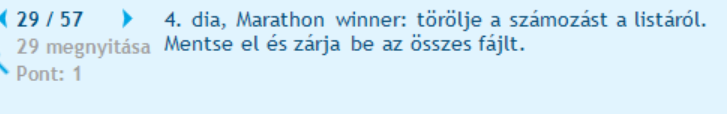 29 / 57
29 megnyitása
Pont: 1
4. dia, Marathon winner: törölje a számozást a listáról.
Mentse el és zárja be az összes fájlt.